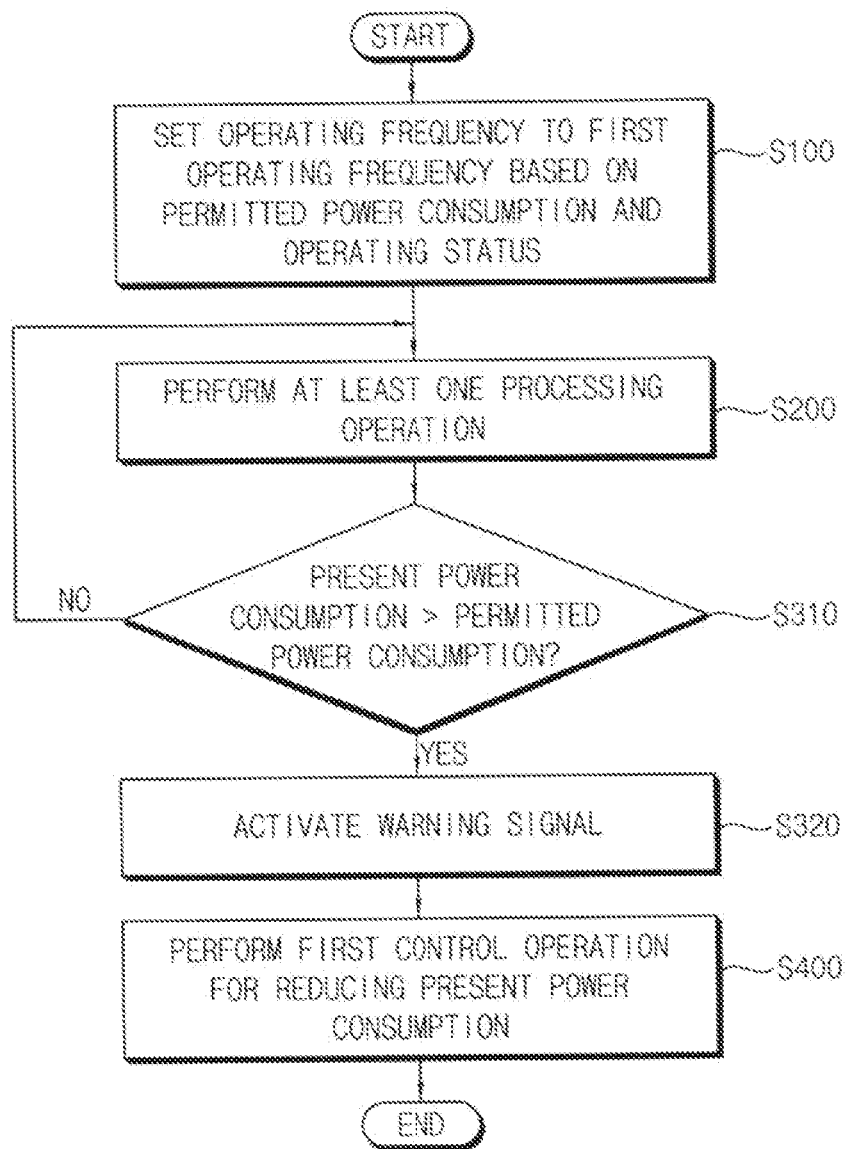 START
SET OPERATING FREQUENCY TO FIRST
OPERATING FREQUENCY BASED ON
PERMITTED POWER CONSUMPTION AND
OPERATING STATUS
S100
PERFORM AT LEAST ONE PROCESSING
OPERATION
S200
PRESENT POWER
CONSUMPTION > PERMITTED
POWER CONSUMPTION?
S310
NO
YES
ACTIVATE WARNING SIGNAL
S320
PERFORM FIRST CONTROL OPERATION
FOR REDUCING PRESENT POWER
CONSUMPTION
S400
END